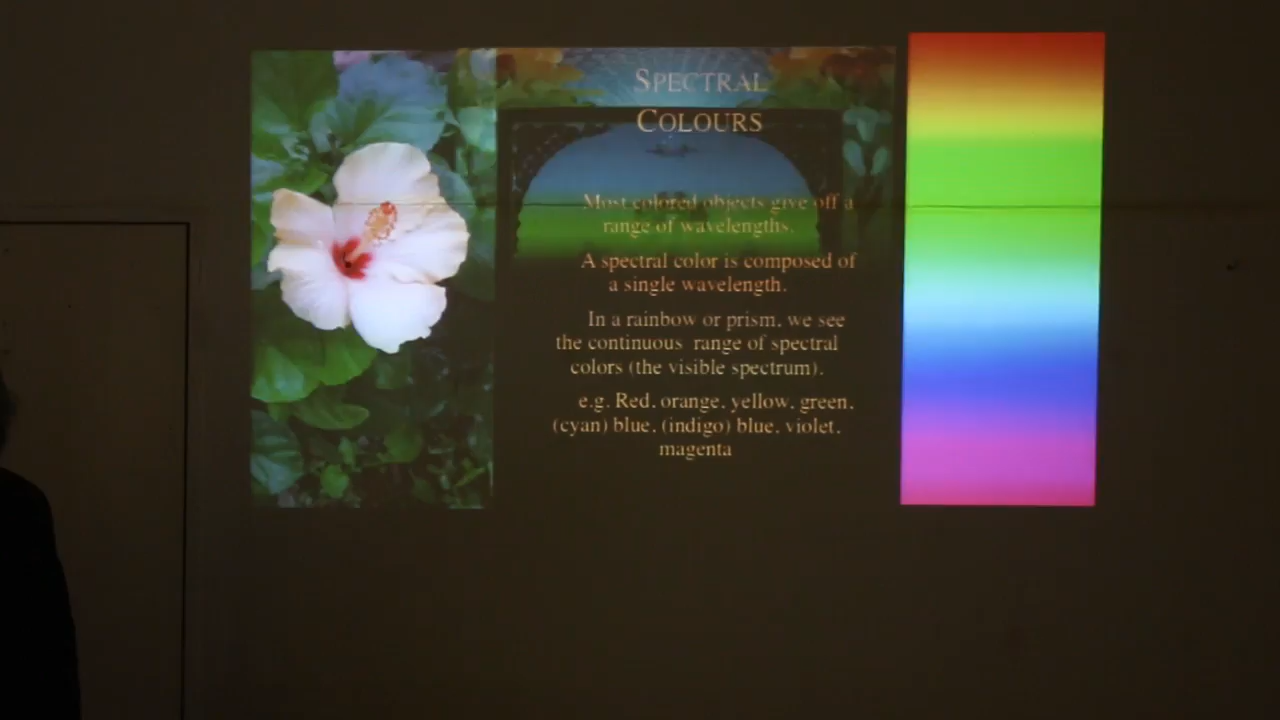 SPECTRAL
COLOURS
Most colored objects give off a
range of wavelengths.
A spectral color is composed of
a single wavelength.
In a rainbow or prism, we see
the continuous range of spectral
colors (the visible spectrum).
e.g. Red, orange, yellow, green,
(cyan) blue, (indigo) blue, violet,
magenta